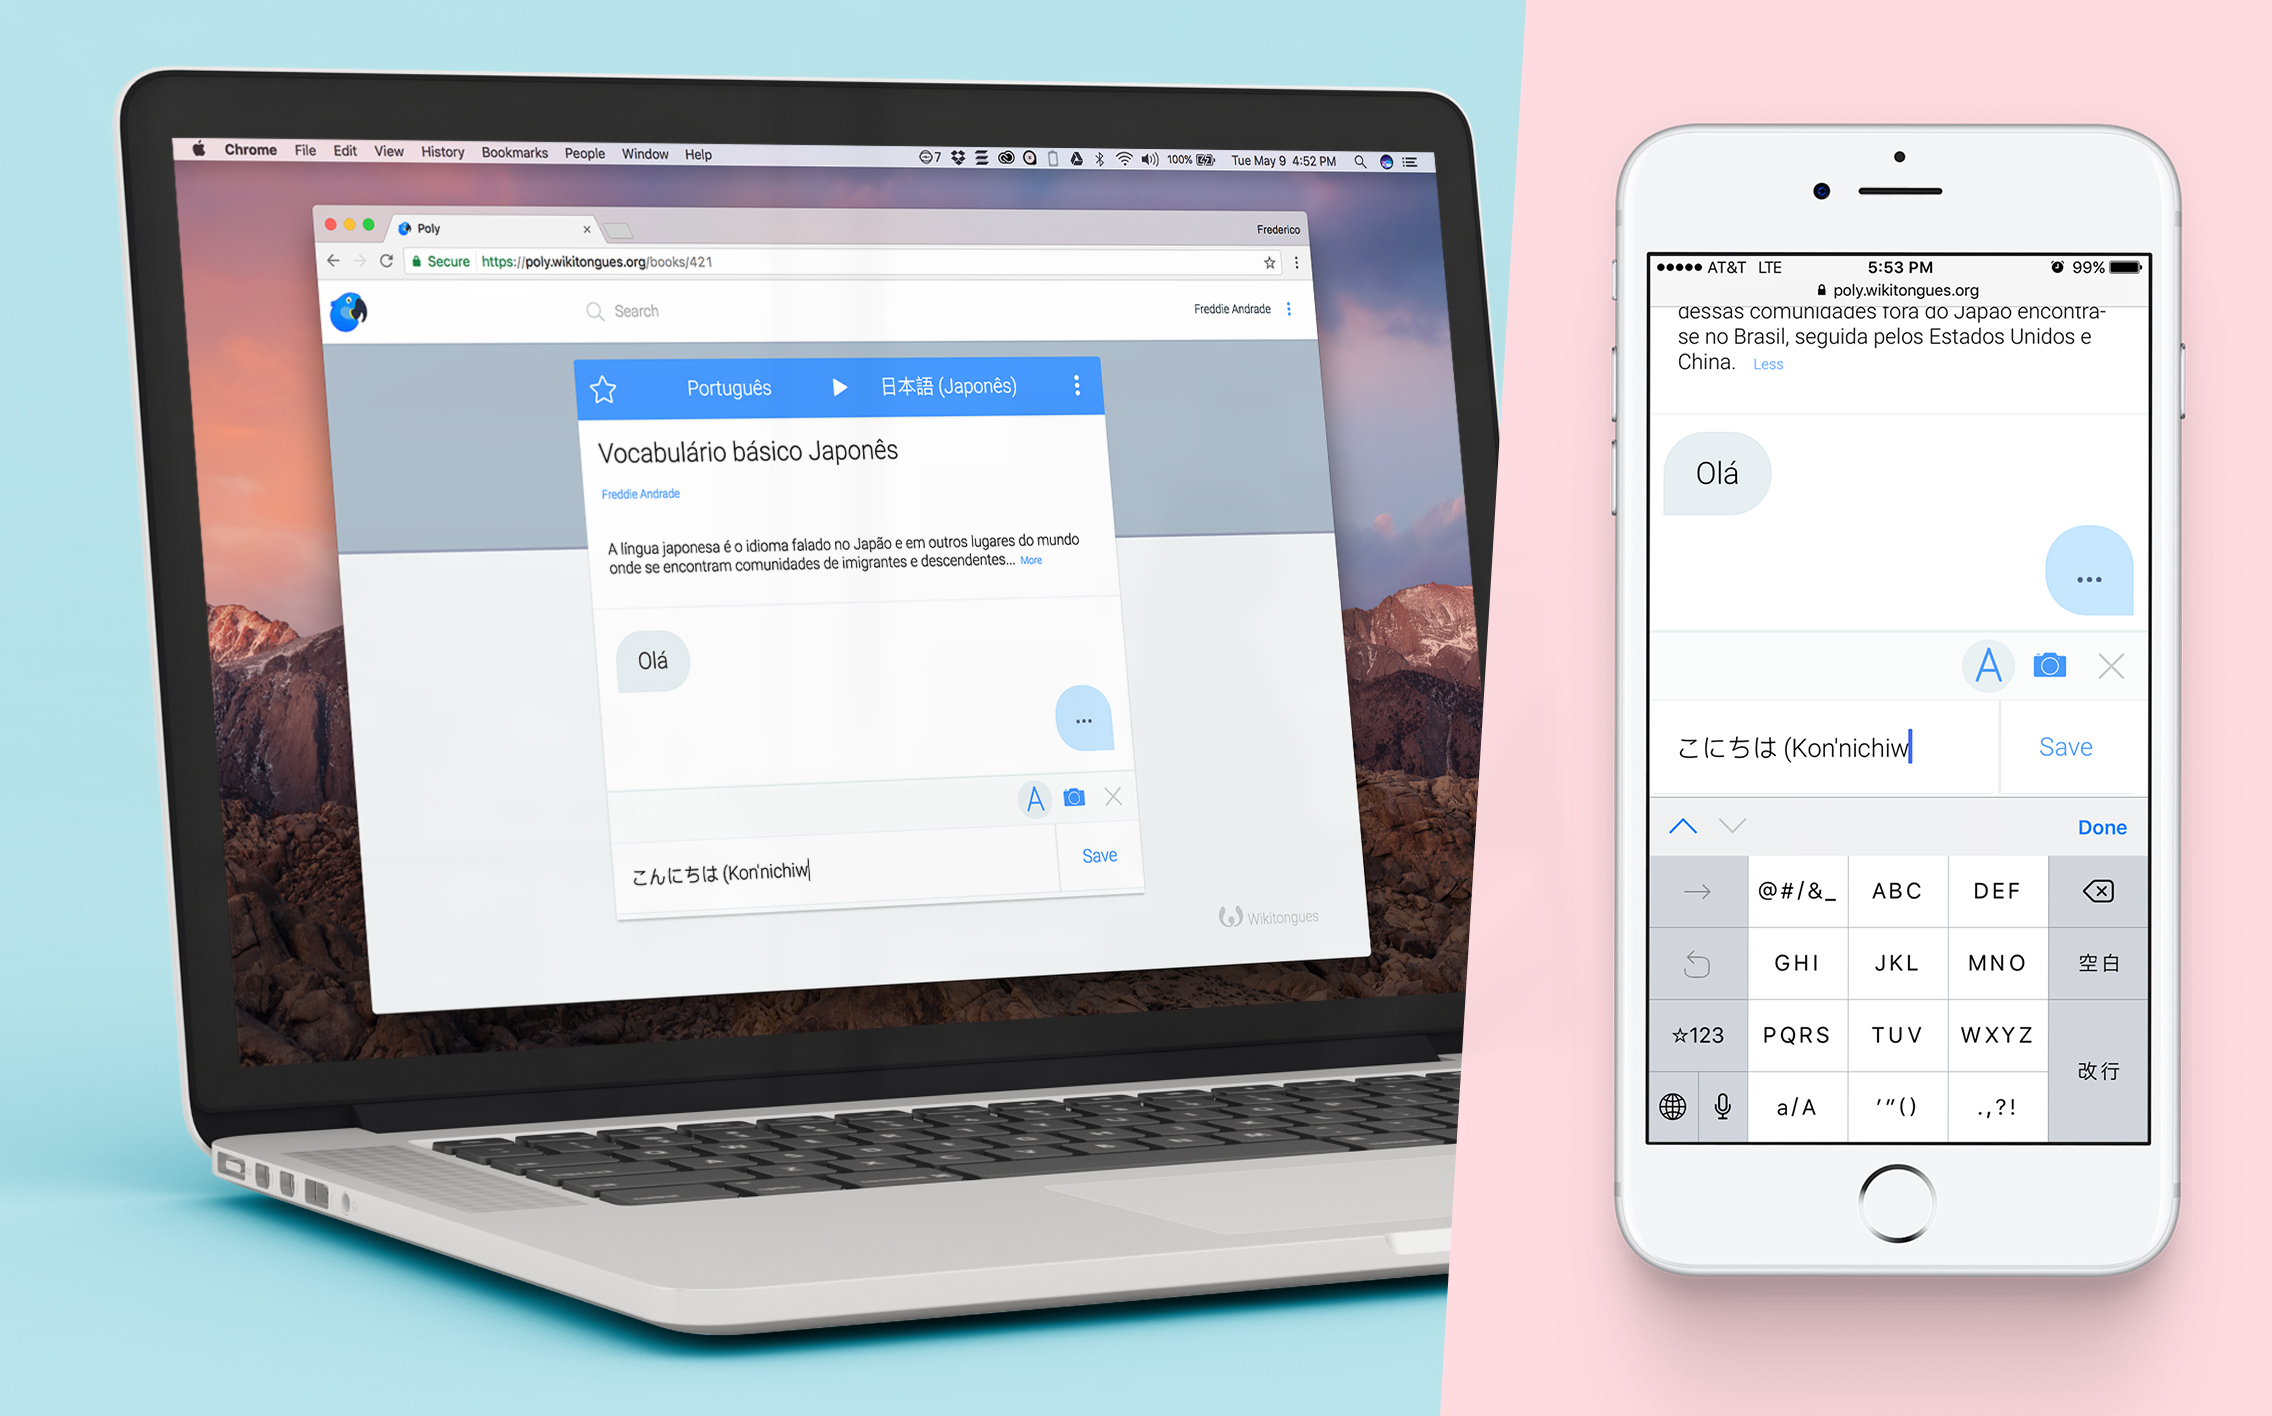 Chrome File Edit View History Bookmarks People Window Help
7 100% Tue May 9 4:52 PM
Poly
Frederico
Secure https://poly.wikitongues.org/books/421
Search
Freddie Andrade
Português 日本語 (Japonês)
Vocabulário básico Japonês
Freddie Andrade
A língua japonesa é o idioma falado no Japão e em outros lugares do mundo
onde se encontram comunidades de imigrantes e descendentes... More
Olá
...
A
こんにちは (Kon'nichiw
Save
Wikitongues
AT&T LTE 5:53 PM 99%
poly.wikitongues.org
dessas comunidades fora do Japão encontra-
se no Brasil, seguida pelos Estados Unidos e
China. Less
Olá
...
A
こにちは (Kon'nichiw
Save
Done
@#/&_ ABC DEF
GHI JKL MNO 空白
☆123 PQRS TUV WXYZ
改行
a/A ’”() .,?!